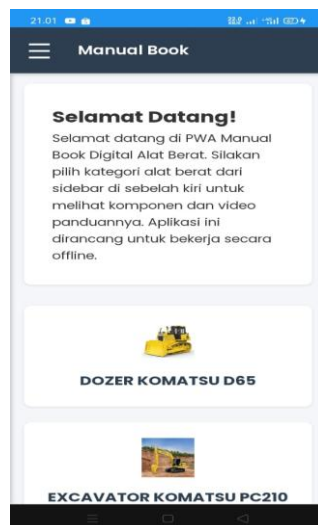 21.01
Manual Book
Selamat Datang!
Selamat datang di PWA Manual
Book Digital Alat Berat. Silakan
pilih kategori alat berat dari
sidebar di sebelah kiri untuk
melihat komponen dan video
panduannya. Aplikasi ini
dirancang untuk bekerja secara
offline.
DOZER KOMATSU D65
EXCAVATOR KOMATSU PC210